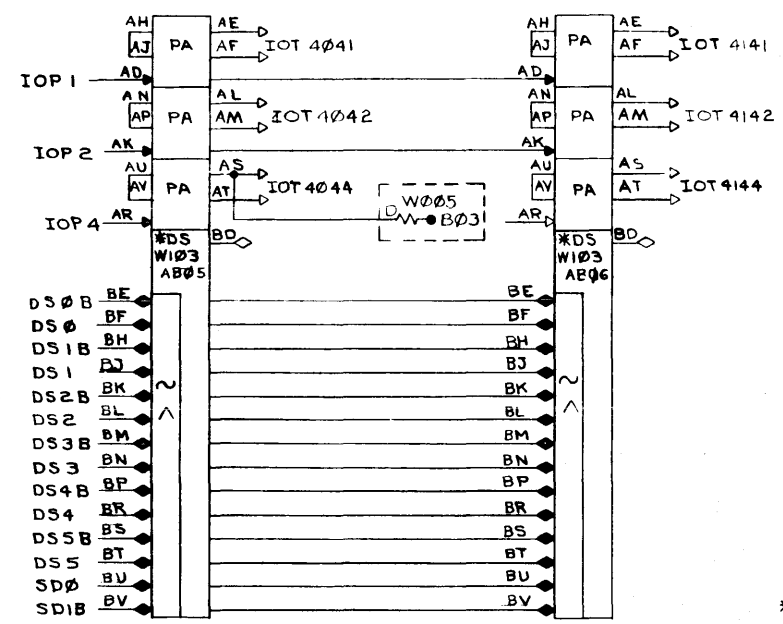 AH AE AH AE
AJ PA AF IOT 4Ø41 AJ PA AF IOT 4141
IOP 1 AD AD
AN AL AN AL
AP PA AM IOT 4Ø42 AP PA AM IOT 4142
IOP 2 AK AK
AU AS AU AS
AV PA AT IOT 4Ø44 W005 AV PA AT IOT 4144
D BØ3
IOP 4 AR AR
*DS BD *DS BD
W1Ø3 W1Ø3
ABØ5 ABØ6
DSØB BE BE
DSØ BF BF
DS1B BH BH
DS1 BJ BJ
DS2B BK BK
DS2 BL BL
DS3B BM BM
DS3 BN BN
DS4B BP BP
DS4 BR BR
DS5B BS BS
DS5 BT BT
SDØ BU BU
SD1B BV BV
*